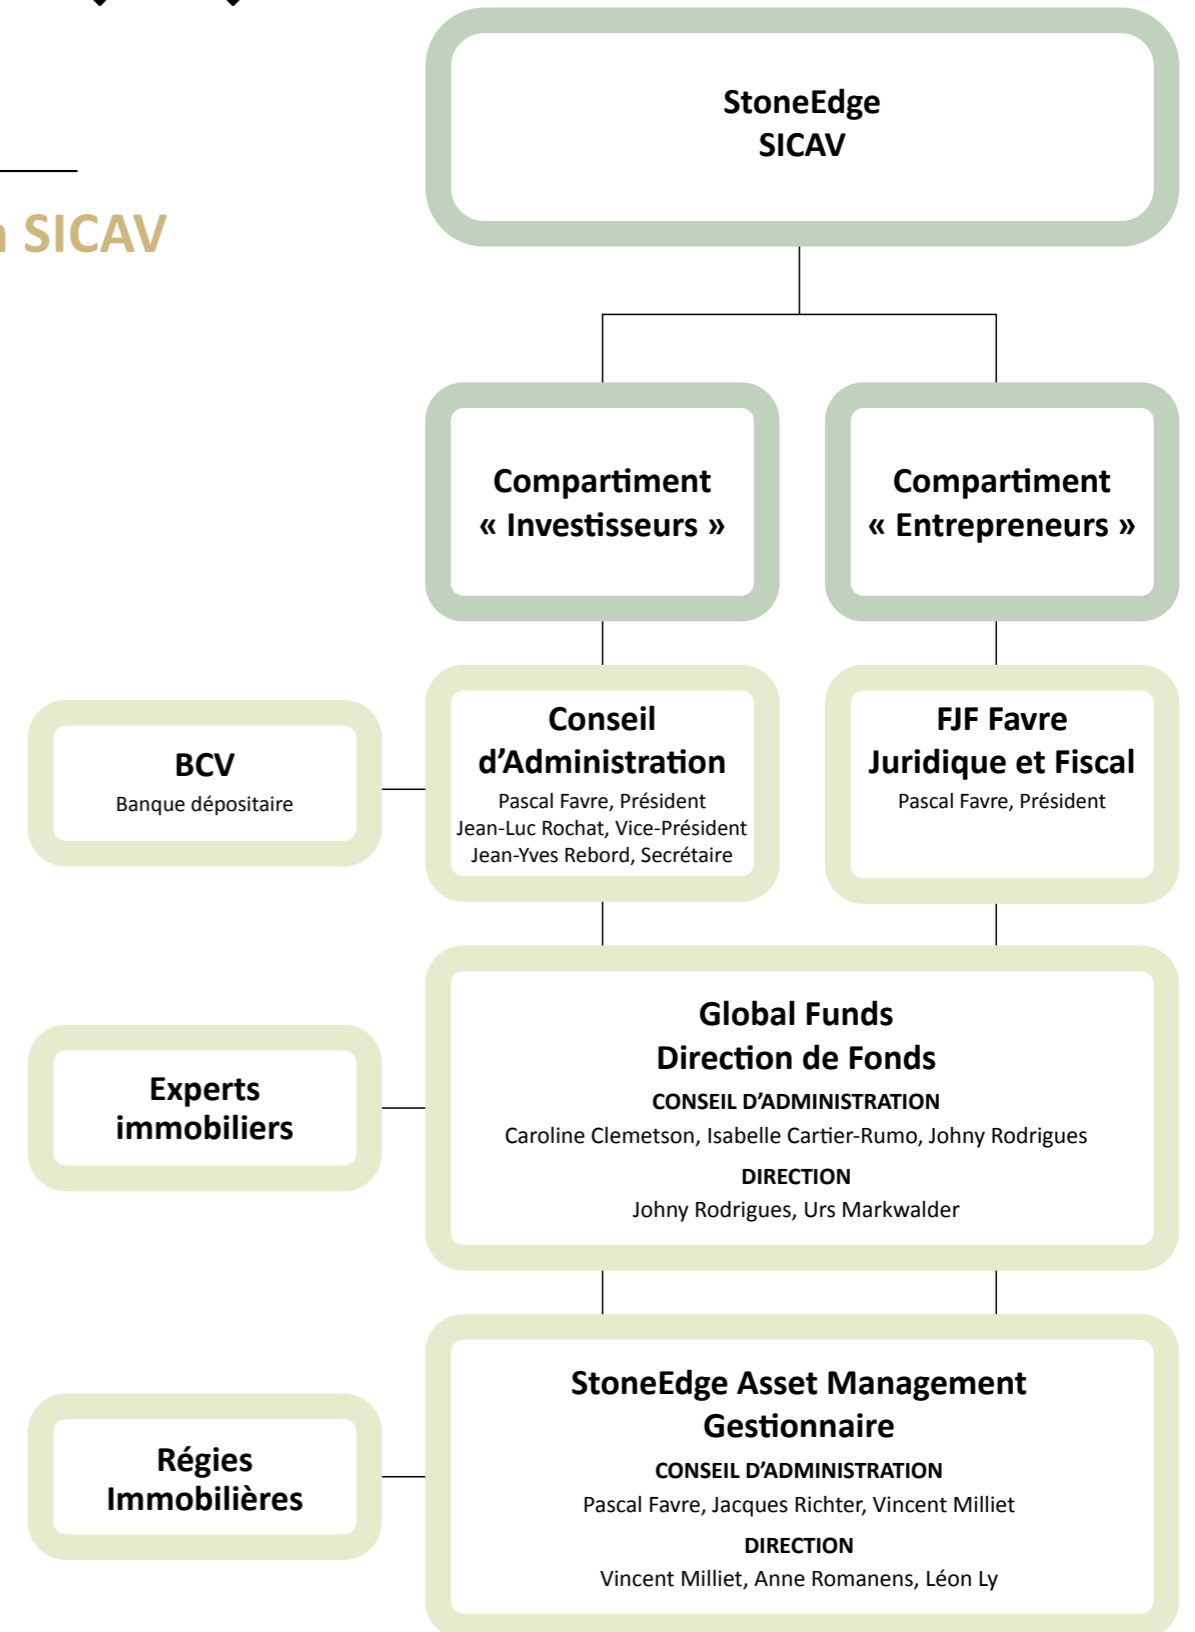 StoneEdge
SICAV
SICAV
Compartiment
« Investisseurs »
Compartiment
« Entrepreneurs »
BCV
Banque dépositaire
Conseil
d’Administration
Pascal Favre, Président
Jean-Luc Rochat, Vice-Président
Jean-Yves Rebord, Secrétaire
FJF Favre
Juridique et Fiscal
Pascal Favre, Président
Experts
immobiliers
Global Funds
Direction de Fonds
CONSEIL D’ADMINISTRATION
Caroline Clemetson, Isabelle Cartier-Rumo, Johny Rodrigues
DIRECTION
Johny Rodrigues, Urs Markwalder
Régies
Immobilières
StoneEdge Asset Management
Gestionnaire
CONSEIL D’ADMINISTRATION
Pascal Favre, Jacques Richter, Vincent Milliet
DIRECTION
Vincent Milliet, Anne Romanens, Léon Ly